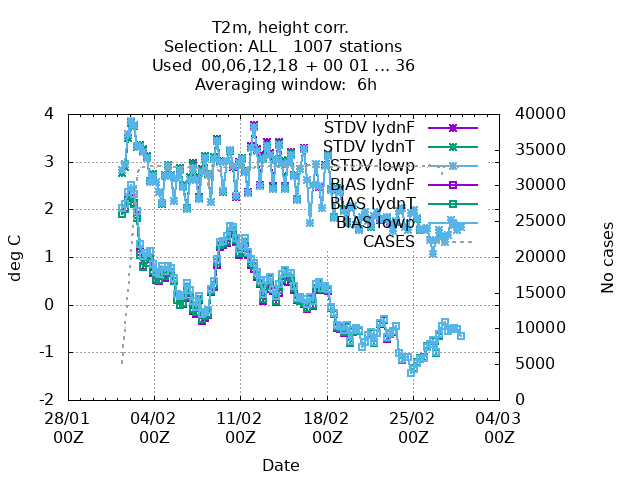 T2m, height corr.
Selection: ALL   1007 stations
Used  00,06,12,18 + 00 01 ... 36
Averaging window:  6h
4
3
2
1
0
-1
-2
deg C
40000
35000
30000
25000
20000
15000
10000
5000
0
No cases
STDV lydnF
STDV lydnT
STDV lowp
BIAS lydnF
BIAS lydnT
BIAS lowp
CASES
28/01 04/02 11/02 18/02 25/02 04/03
00Z 00Z 00Z 00Z 00Z 00Z
Date